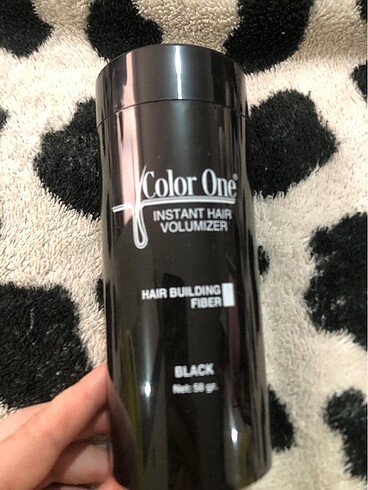 Color One®
INSTANT HAIR
VOLUMIZER
HAIR BUILDING
FIBER
BLACK
Net: 58 gr.